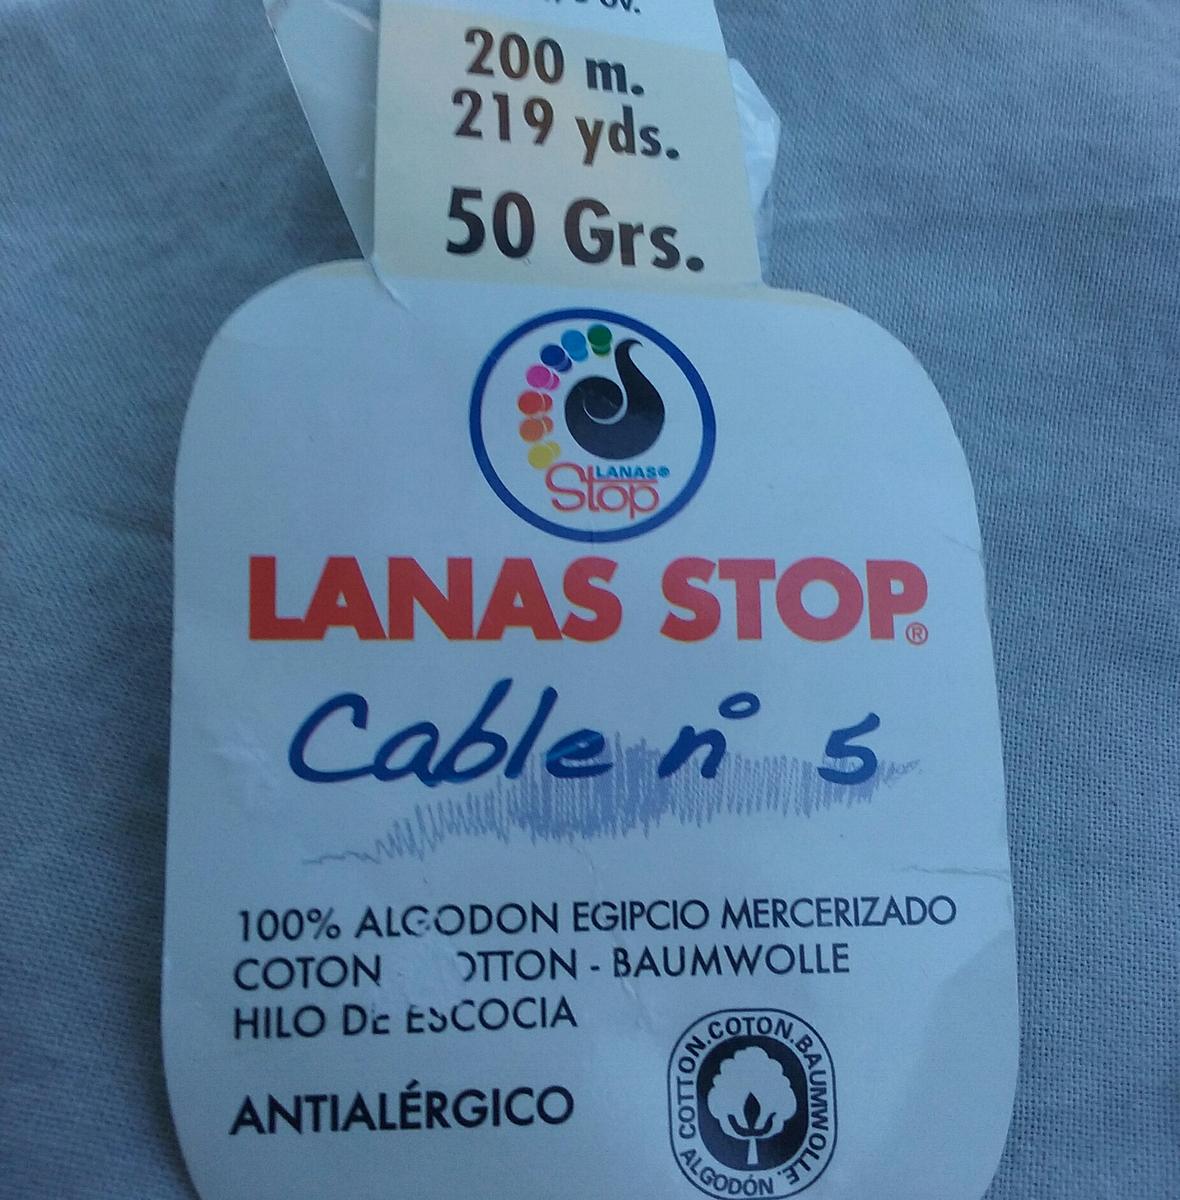 200 m.
219 yds.
50 Grs.
LANAS®
Stop
LANAS STOP®
Cable nº 5
100% ALGODON EGIPCIO MERCERIZADO
COTON OTTON - BAUMWOLLE
HILO DE ESCOCIA
ANTIALÉRGICO
COTTON.COTON.BAUMWOLLE.
ALGODÓN